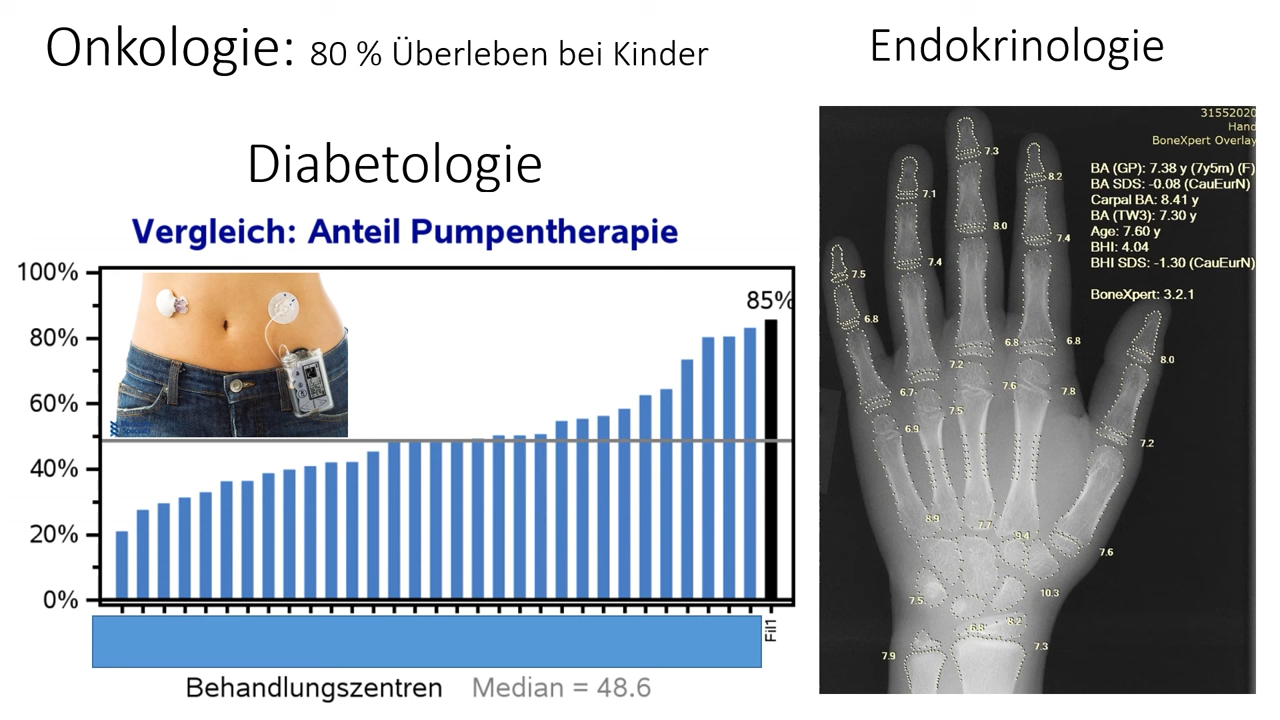 Onkologie: 80 % Überleben bei Kinder
Endokrinologie
Diabetologie
Vergleich: Anteil Pumpentherapie
100%
80%
60%
40%
20%
0%
85%
Fil1
Behandlungszentren Median = 48.6
31552020
Hand
BoneXpert Overlay
BA (GP): 7.38 y (7y5m) (F)
BA SDS: -0.08 (CauEurN)
Carpal BA: 8.41 y
BA (TW3): 7.30 y
Age: 7.60 y
BHI: 4.04
BHI SDS: -1.30 (CauEurN)
BoneXpert: 3.2.1
7.3
8.2
7.1
8.0
7.4
7.4
7.5
6.8
6.8
6.8
8.0
7.2
7.6
7.8
6.7
7.5
6.9
7.2
8.9
7.7
9.4
7.6
7.5
10.3
8.2
6.8
7.3
7.9